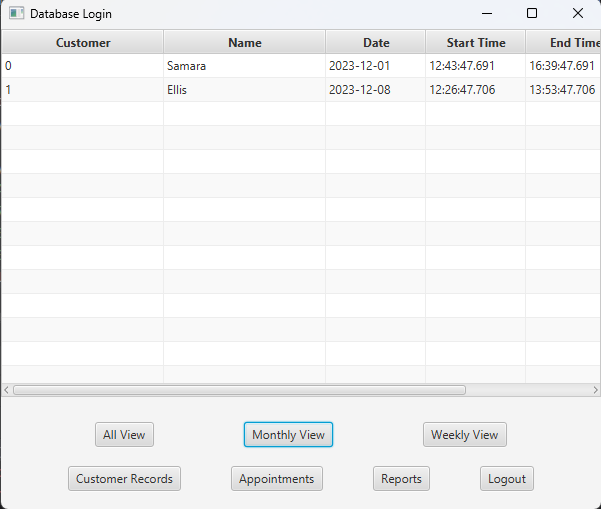 Database Login
Customer Name Date Start Time End Time
0 Samara 2023-12-01 12:43:47.691 16:39:47.691
1 Ellis 2023-12-08 12:26:47.706 13:53:47.706
All View Monthly View Weekly View
Customer Records Appointments Reports Logout